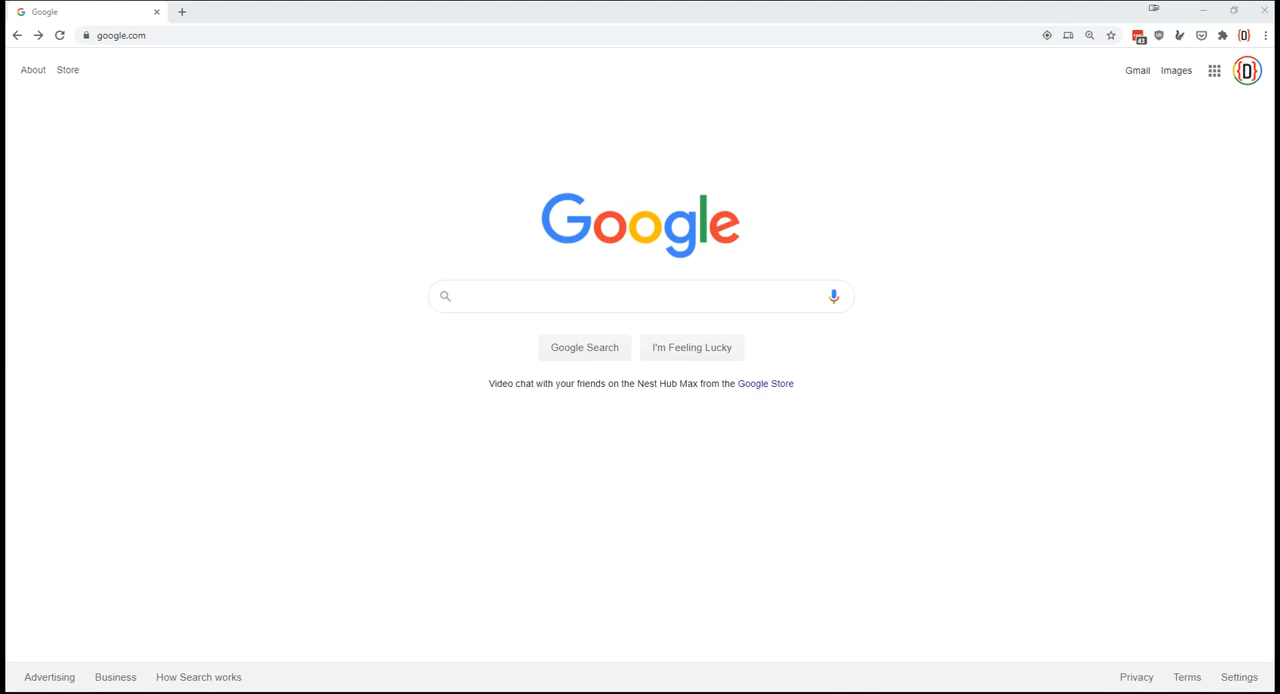 Google
google.com
43
{D}
About Store
Gmail Images
{D}
Google
Google Search I'm Feeling Lucky
Video chat with your friends on the Nest Hub Max from the Google Store
Advertising Business How Search works
Privacy Terms Settings